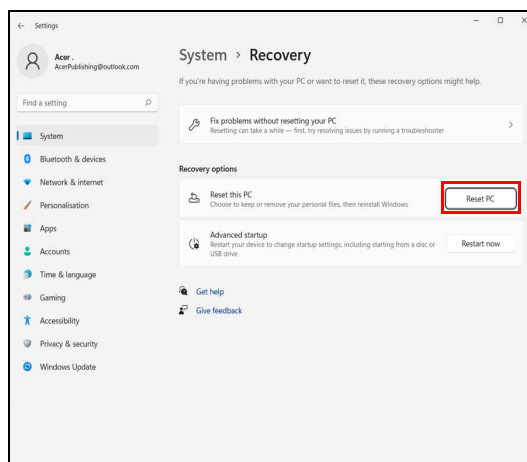 Settings
Acer .
AcerPublishing@outlook.com
Find a setting
System
Bluetooth & devices
Network & internet
Personalisation
Apps
Accounts
Time & language
Gaming
Accessibility
Privacy & security
Windows Update
System > Recovery
If you're having problems with your PC or want to reset it, these recovery options might help.
Fix problems without resetting your PC
Resetting can take a while — first, try resolving issues by running a troubleshooter
Recovery options
Reset this PC
Choose to keep or remove your personal files, then reinstall Windows
Reset PC
Advanced startup
Restart your device to change startup settings, including starting from a disc or
USB drive
Restart now
Get help
Give feedback